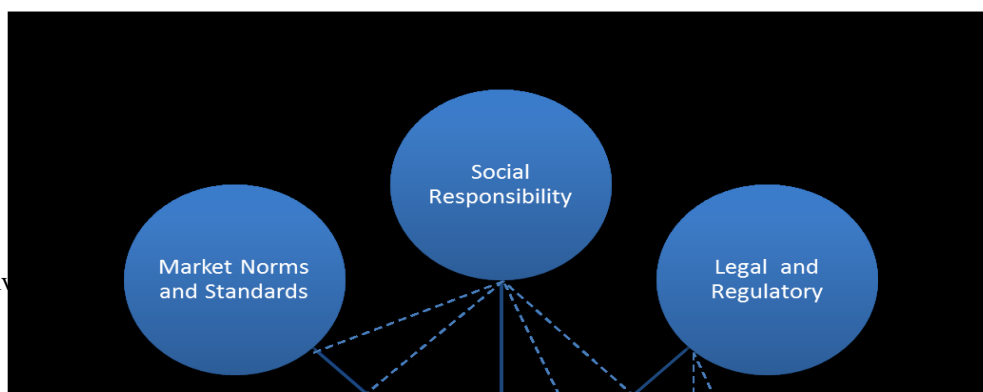 Social
Responsibility
Market Norms
and Standards
Legal and
Regulatory